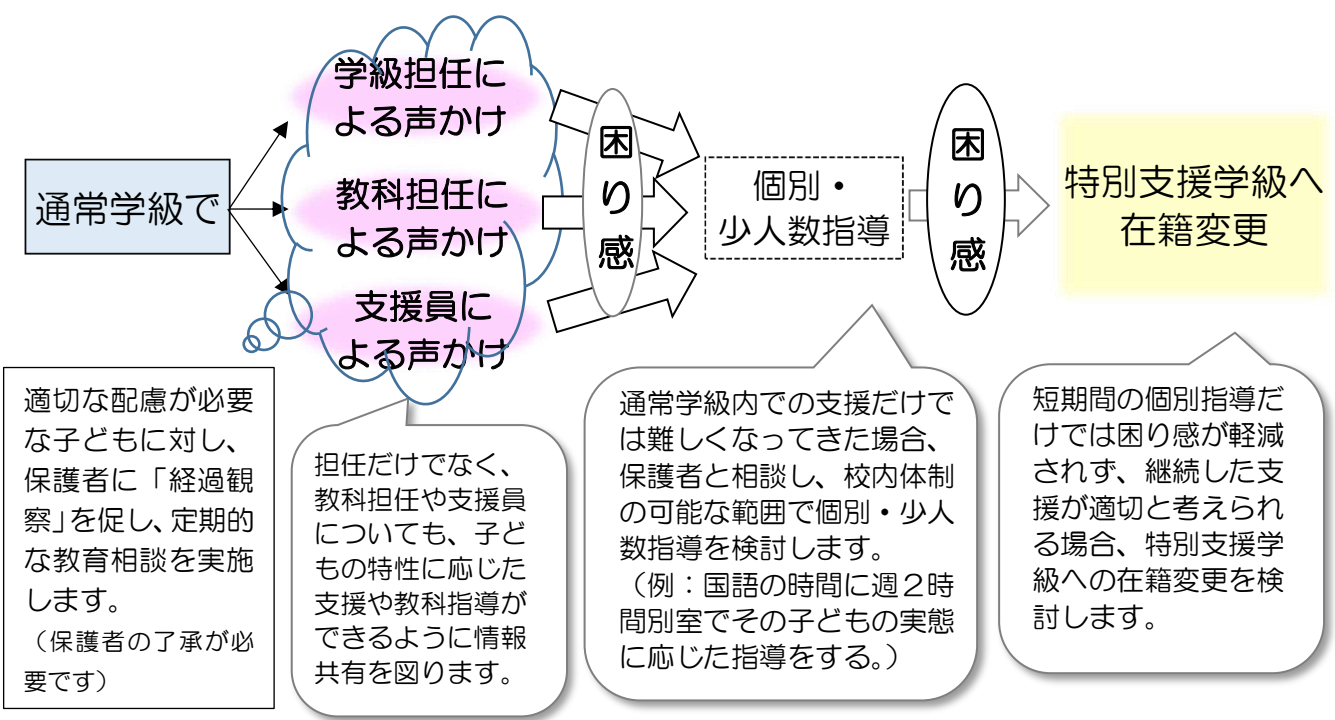 通常学級で
学級担任に
よる声かけ
教科担任に
よる声かけ
支援員に
よる声かけ
困り感
個別・
少人数指導
困り感
特別支援学級へ
在籍変更
適切な配慮が必要
な子どもに対し、
保護者に「経過観
察」を促し、定期的
な教育相談を実施
します。
（保護者の了承が必
要です）
担任だけでなく、
教科担任や支援員
についても、子ど
もの特性に応じた
支援や教科指導が
できるように情報
共有を図ります。
通常学級内での支援だけで
は難しくなってきた場合、
保護者と相談し、校内体制
の可能な範囲で個別・少人
数指導を検討します。
（例：国語の時間に週２時
間別室でその子どもの実態
に応じた指導をする。）
短期間の個別指導だ
けでは困り感が軽減
されず、継続した支
援が適切と考えられ
る場合、特別支援学
級への在籍変更を検
討します。